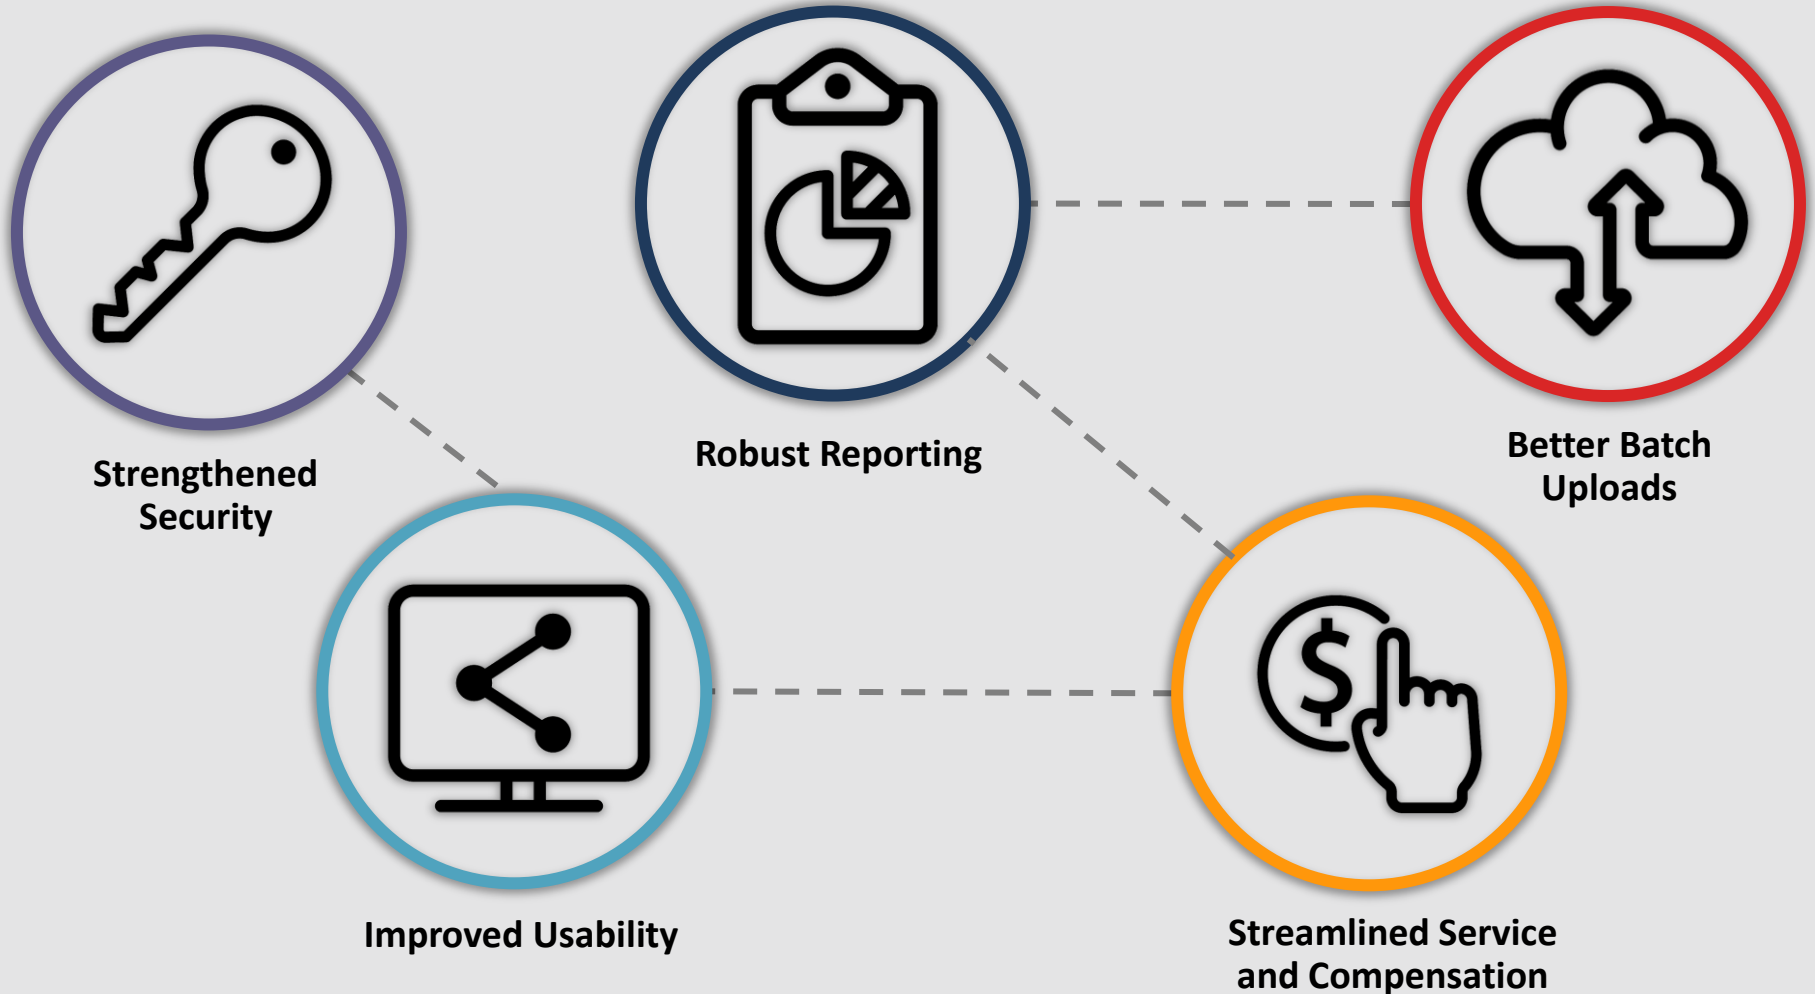 Strengthened
Security
Robust Reporting
Better Batch
Uploads
$
Improved Usability
Streamlined Service
and Compensation